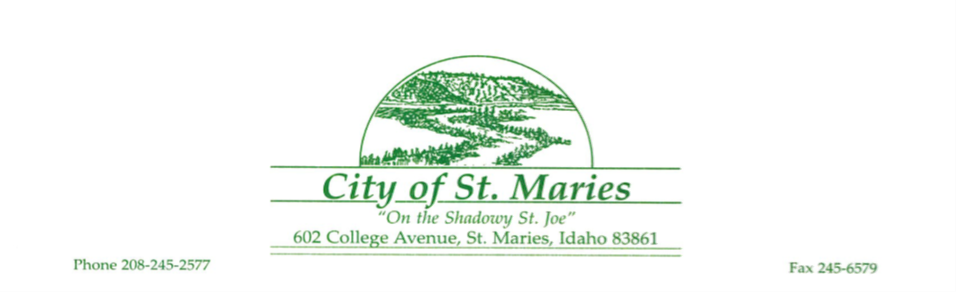 City of St. Maries
“On the Shadowy St. Joe”
602 College Avenue, St. Maries, Idaho 83861
Phone 208-245-2577
Fax 245-6579